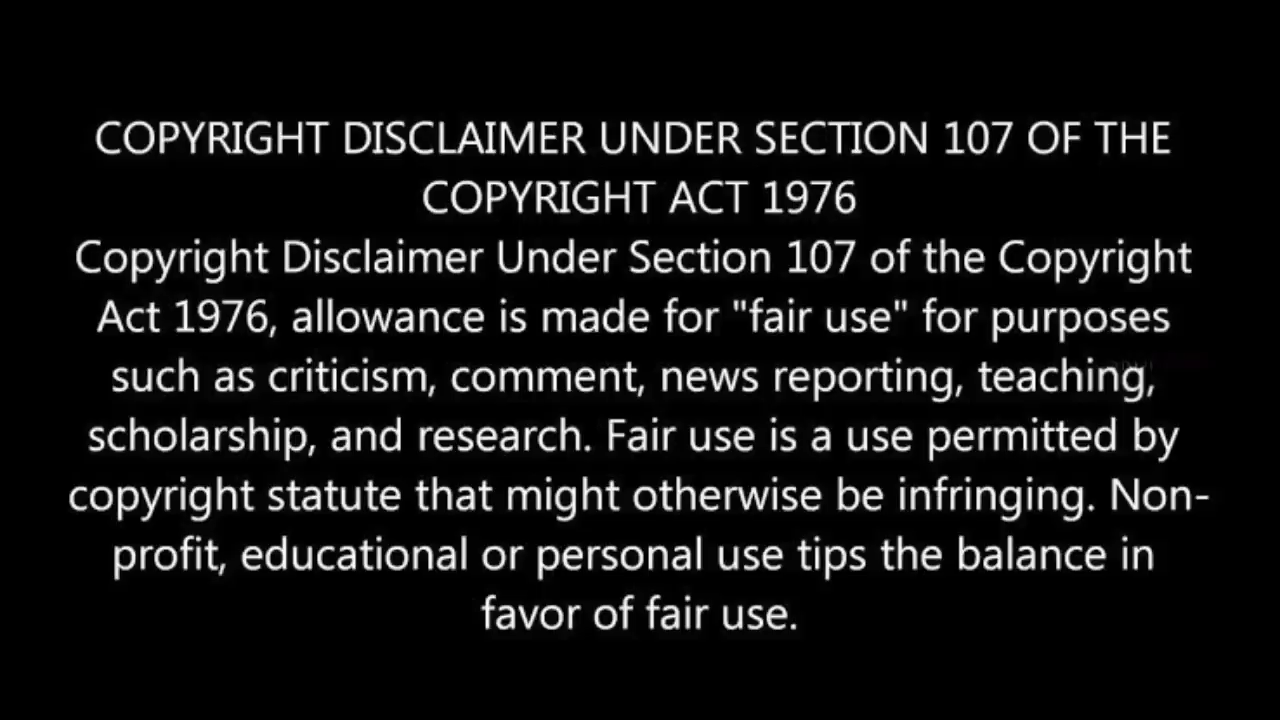 COPYRIGHT DISCLAIMER UNDER SECTION 107 OF THE
COPYRIGHT ACT 1976
Copyright Disclaimer Under Section 107 of the Copyright
Act 1976, allowance is made for "fair use" for purposes
such as criticism, comment, news reporting, teaching,
scholarship, and research. Fair use is a use permitted by
copyright statute that might otherwise be infringing. Non-
profit, educational or personal use tips the balance in
favor of fair use.